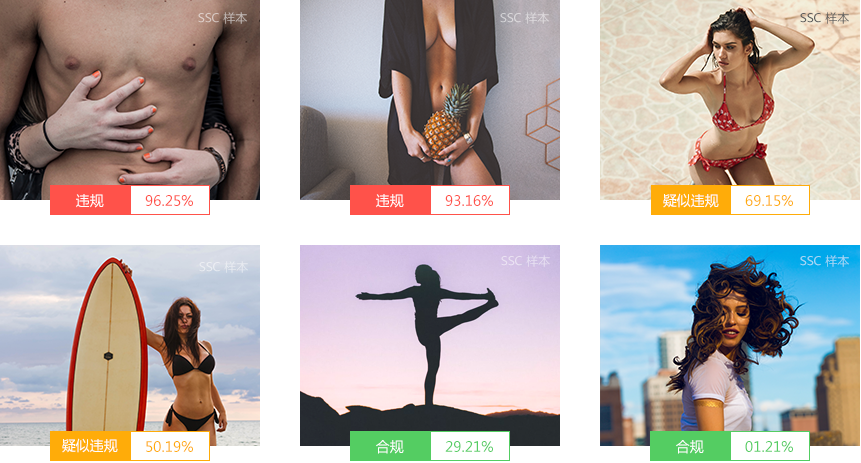 SSC 样本
SSC 样本
SSC 样本
违规 96.25%
违规 93.16%
疑似违规 69.15%
SSC 样本
SSC 样本
SSC 样本
疑似违规 50.19%
合规 29.21%
合规 01.21%